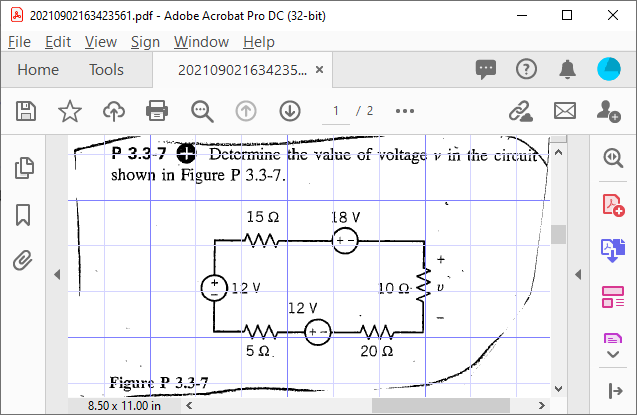 20210902163423561.pdf - Adobe Acrobat Pro DC (32-bit)
File Edit View Sign Window Help
Home Tools 202109021634235... ×
1 / 2
P 3.3-7 + Determine the value of voltage v in the circuit
shown in Figure P 3.3-7.
15 Ω 18 V
+ -
+
+ - 12 V 10 Ω v
12 V
-
+ -
5 Ω 20 Ω
Figure P 3.3-7
8.50 x 11.00 in